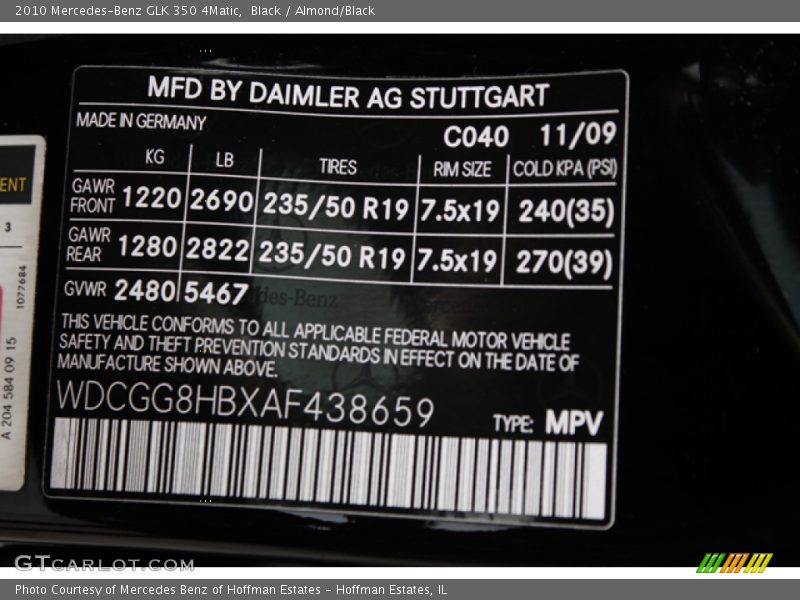 2010 Mercedes-Benz GLK 350 4Matic, Black / Almond/Black
MFD BY DAIMLER AG STUTTGART
MADE IN GERMANY
C040 11/09
KG LB TIRES RIM SIZE COLD KPA (PSI)
GAWR FRONT 1220 2690 235/50 R19 7.5x19 240(35)
GAWR REAR 1280 2822 235/50 R19 7.5x19 270(39)
GVWR 2480 5467
THIS VEHICLE CONFORMS TO ALL APPLICABLE FEDERAL MOTOR VEHICLE
SAFETY AND THEFT PREVENTION STANDARDS IN EFFECT ON THE DATE OF
MANUFACTURE SHOWN ABOVE.
WDCGG8HBXAF438659
TYPE: MPV
ENT
3
1077684
A 204 584 09 15
GTCARLOT.COM
Photo Courtesy of Mercedes Benz of Hoffman Estates - Hoffman Estates, IL